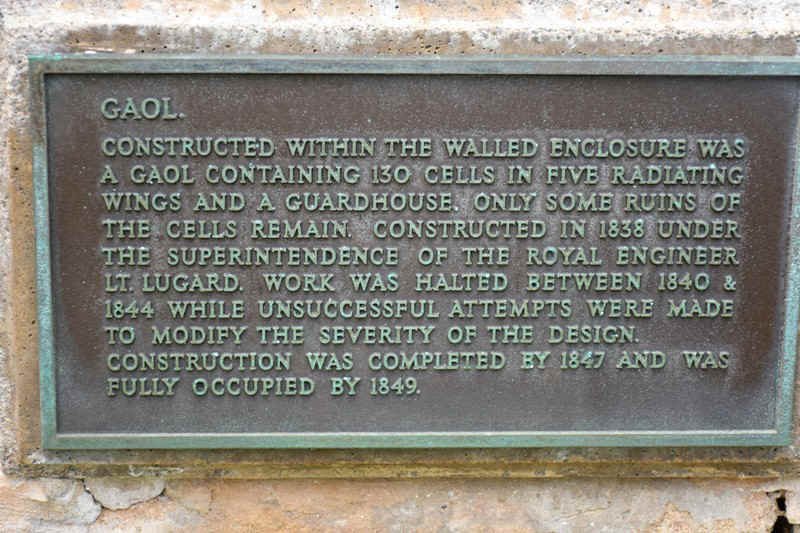 GAOL.
CONSTRUCTED WITHIN THE WALLED ENCLOSURE WAS
A GAOL CONTAINING 130 CELLS IN FIVE RADIATING
WINGS AND A GUARDHOUSE. ONLY SOME RUINS OF
THE CELLS REMAIN. CONSTRUCTED IN 1838 UNDER
THE SUPERINTENDENCE OF THE ROYAL ENGINEER
LT. LUGARD. WORK WAS HALTED BETWEEN 1840 &
1844 WHILE UNSUCCESSFUL ATTEMPTS WERE MADE
TO MODIFY THE SEVERITY OF THE DESIGN.
CONSTRUCTION WAS COMPLETED BY 1847 AND WAS
FULLY OCCUPIED BY 1849.